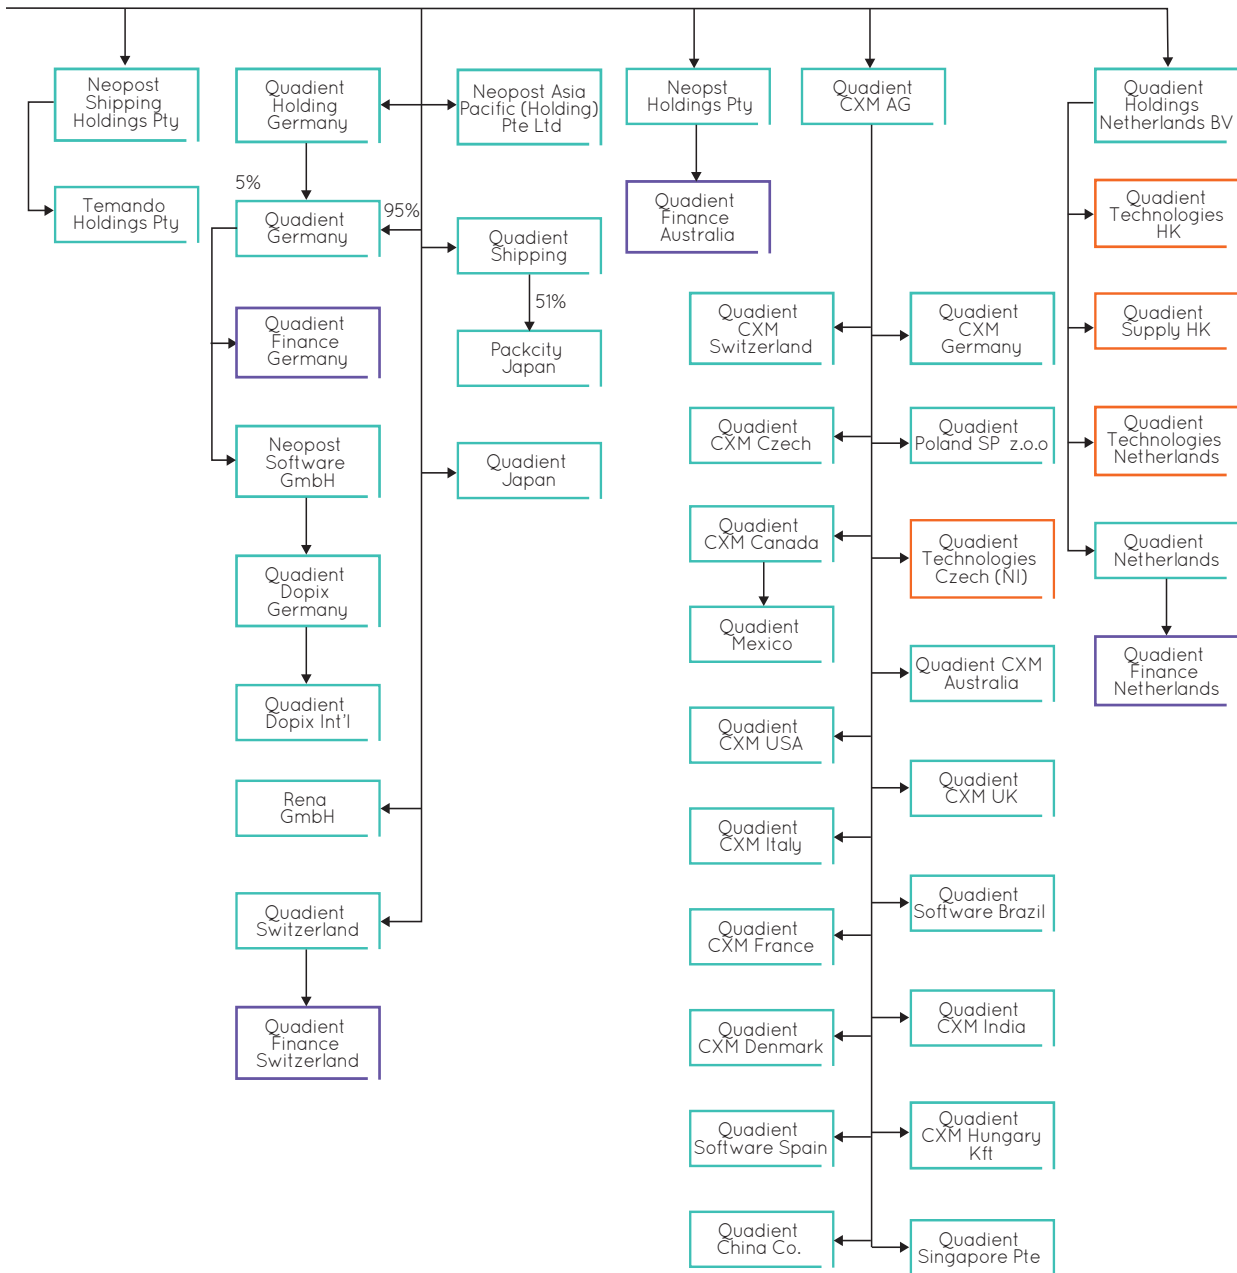 Neopost
Shipping
Holdings Pty
Temando
Holdings Pty
Quadient
Holding
Germany
5%
Quadient
Germany
95%
Quadient
Finance
Germany
Neopost
Software
GmbH
Quadient
Dopix
Germany
Quadient
Dopix Int'l
Rena
GmbH
Quadient
Switzerland
Quadient
Finance
Switzerland
Neopost Asia
Pacific (Holding)
Pte Ltd
Quadient
Shipping
51%
Packcity
Japan
Quadient
Japan
Neopst
Holdings Pty
Quadient
Finance
Australia
Quadient
CXM AG
Quadient
CXM
Switzerland
Quadient
CXM Czech
Quadient
CXM Canada
Quadient
Mexico
Quadient
CXM USA
Quadient
CXM Italy
Quadient
CXM France
Quadient
CXM Denmark
Quadient
Software Spain
Quadient
China Co.
Quadient
CXM
Germany
Quadient
Poland SP z.o.o
Quadient
Technologies
Czech (NI)
Quadient CXM
Australia
Quadient
CXM UK
Quadient
Software Brazil
Quadient
CXM India
Quadient
CXM Hungary
Kft
Quadient
Singapore Pte
Quadient
Holdings
Netherlands BV
Quadient
Technologies
HK
Quadient
Supply HK
Quadient
Technologies
Netherlands
Quadient
Netherlands
Quadient
Finance
Netherlands